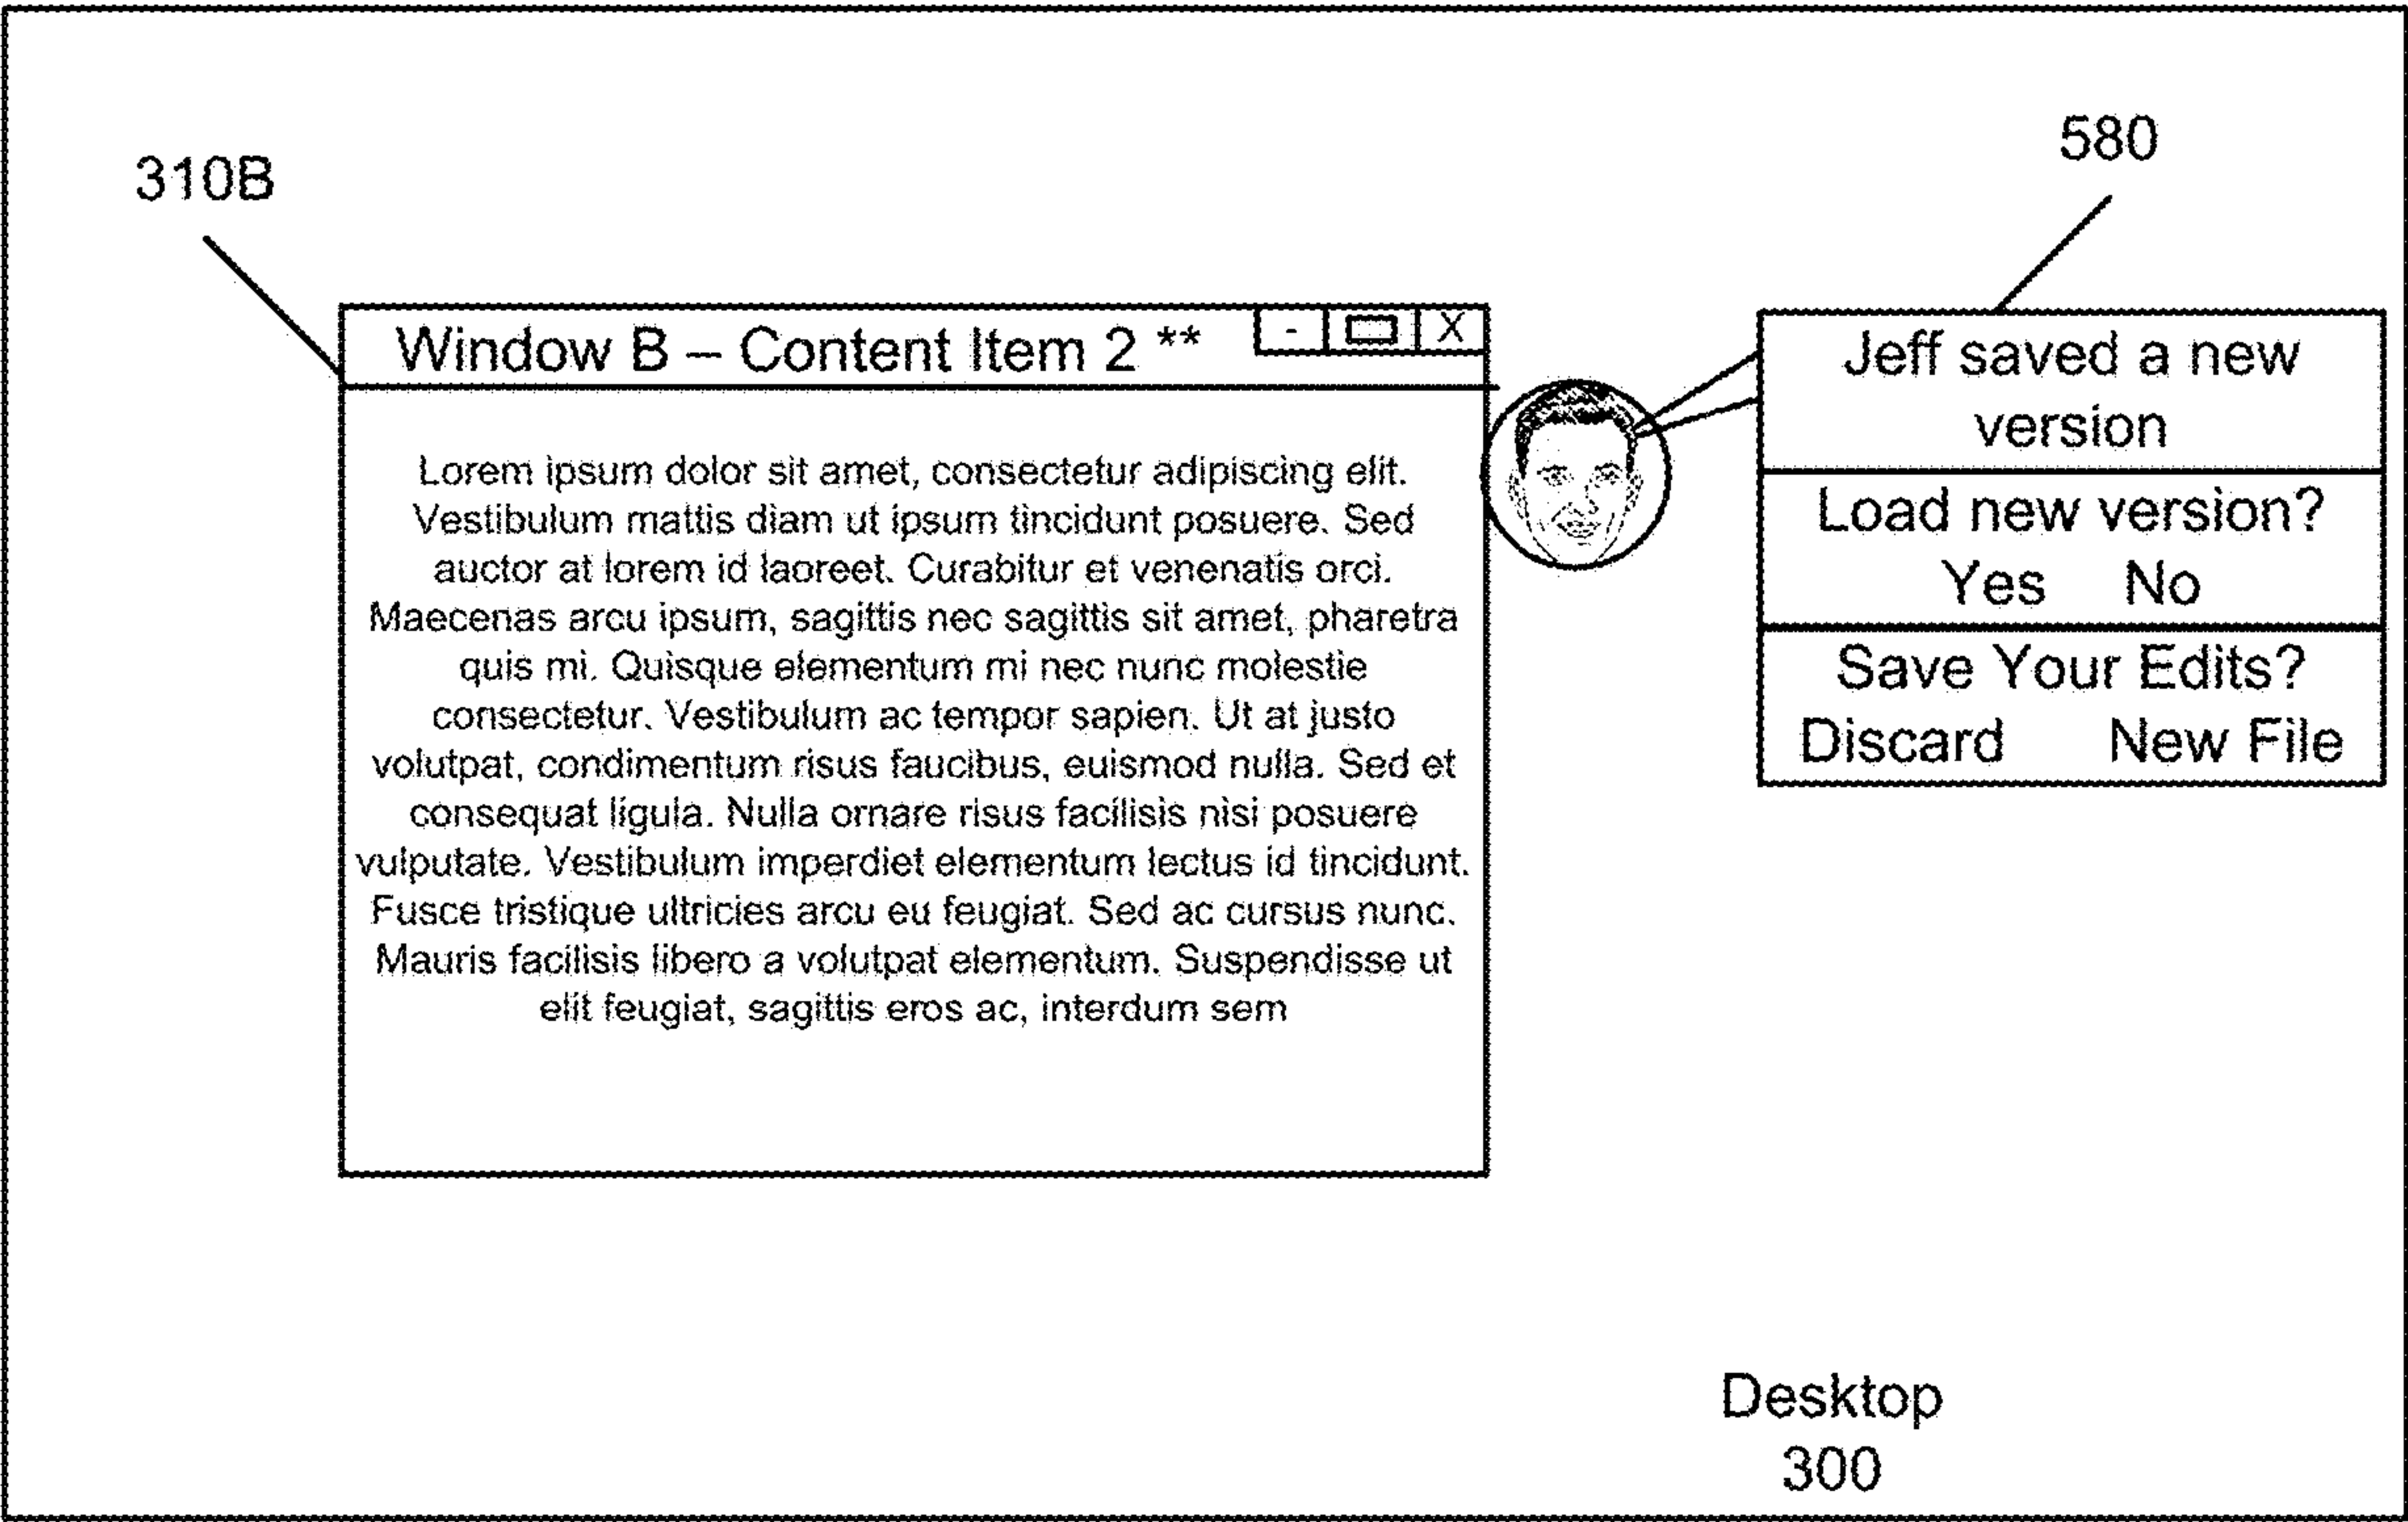 310B
580
Window B – Content Item 2 **
- X
Lorem ipsum dolor sit amet, consectetur adipiscing elit.
Vestibulum mattis diam ut ipsum tincidunt posuere. Sed
auctor at lorem id laoreet. Curabitur et venenatis orci.
Maecenas arcu ipsum, sagittis nec sagittis sit amet, pharetra
quis mi. Quisque elementum mi nec nunc molestie
consectetur. Vestibulum ac tempor sapien. Ut at justo
volutpat, condimentum risus faucibus, euismod nulla. Sed et
consequat ligula. Nulla ornare risus facilisis nisi posuere
vulputate. Vestibulum imperdiet elementum lectus id tincidunt.
Fusce tristique ultricies arcu eu feugiat. Sed ac cursus nunc.
Mauris facilisis libero a volutpat elementum. Suspendisse ut
elit feugiat, sagittis eros ac, interdum sem
Jeff saved a new
version
Load new version?
Yes No
Save Your Edits?
Discard New File
Desktop
300